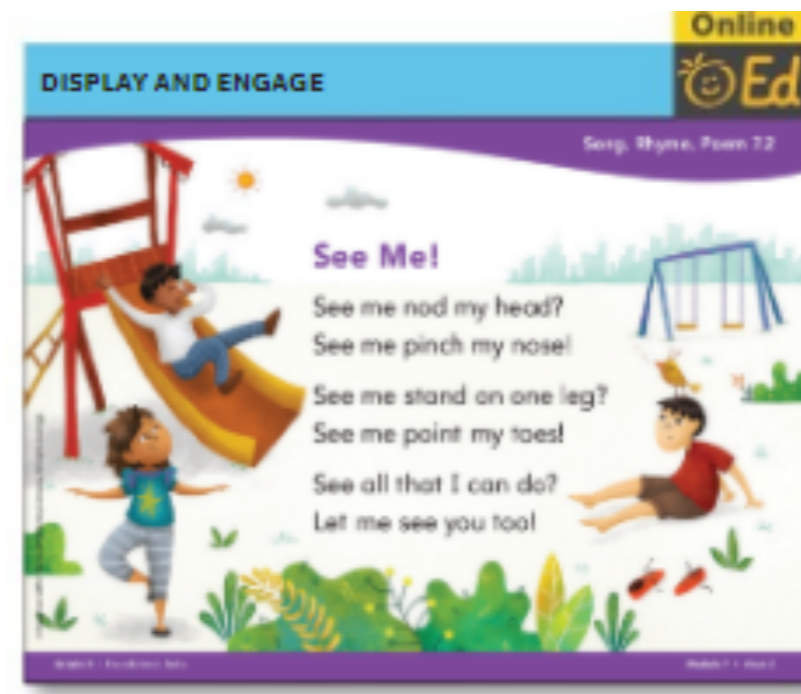 Online
Ed
DISPLAY AND ENGAGE
Song, Rhyme, Poem 7.2
See Me!
See me nod my head?
See me pinch my nose!
See me stand on one leg?
See me point my toes!
See all that I can do?
Let me see you too!